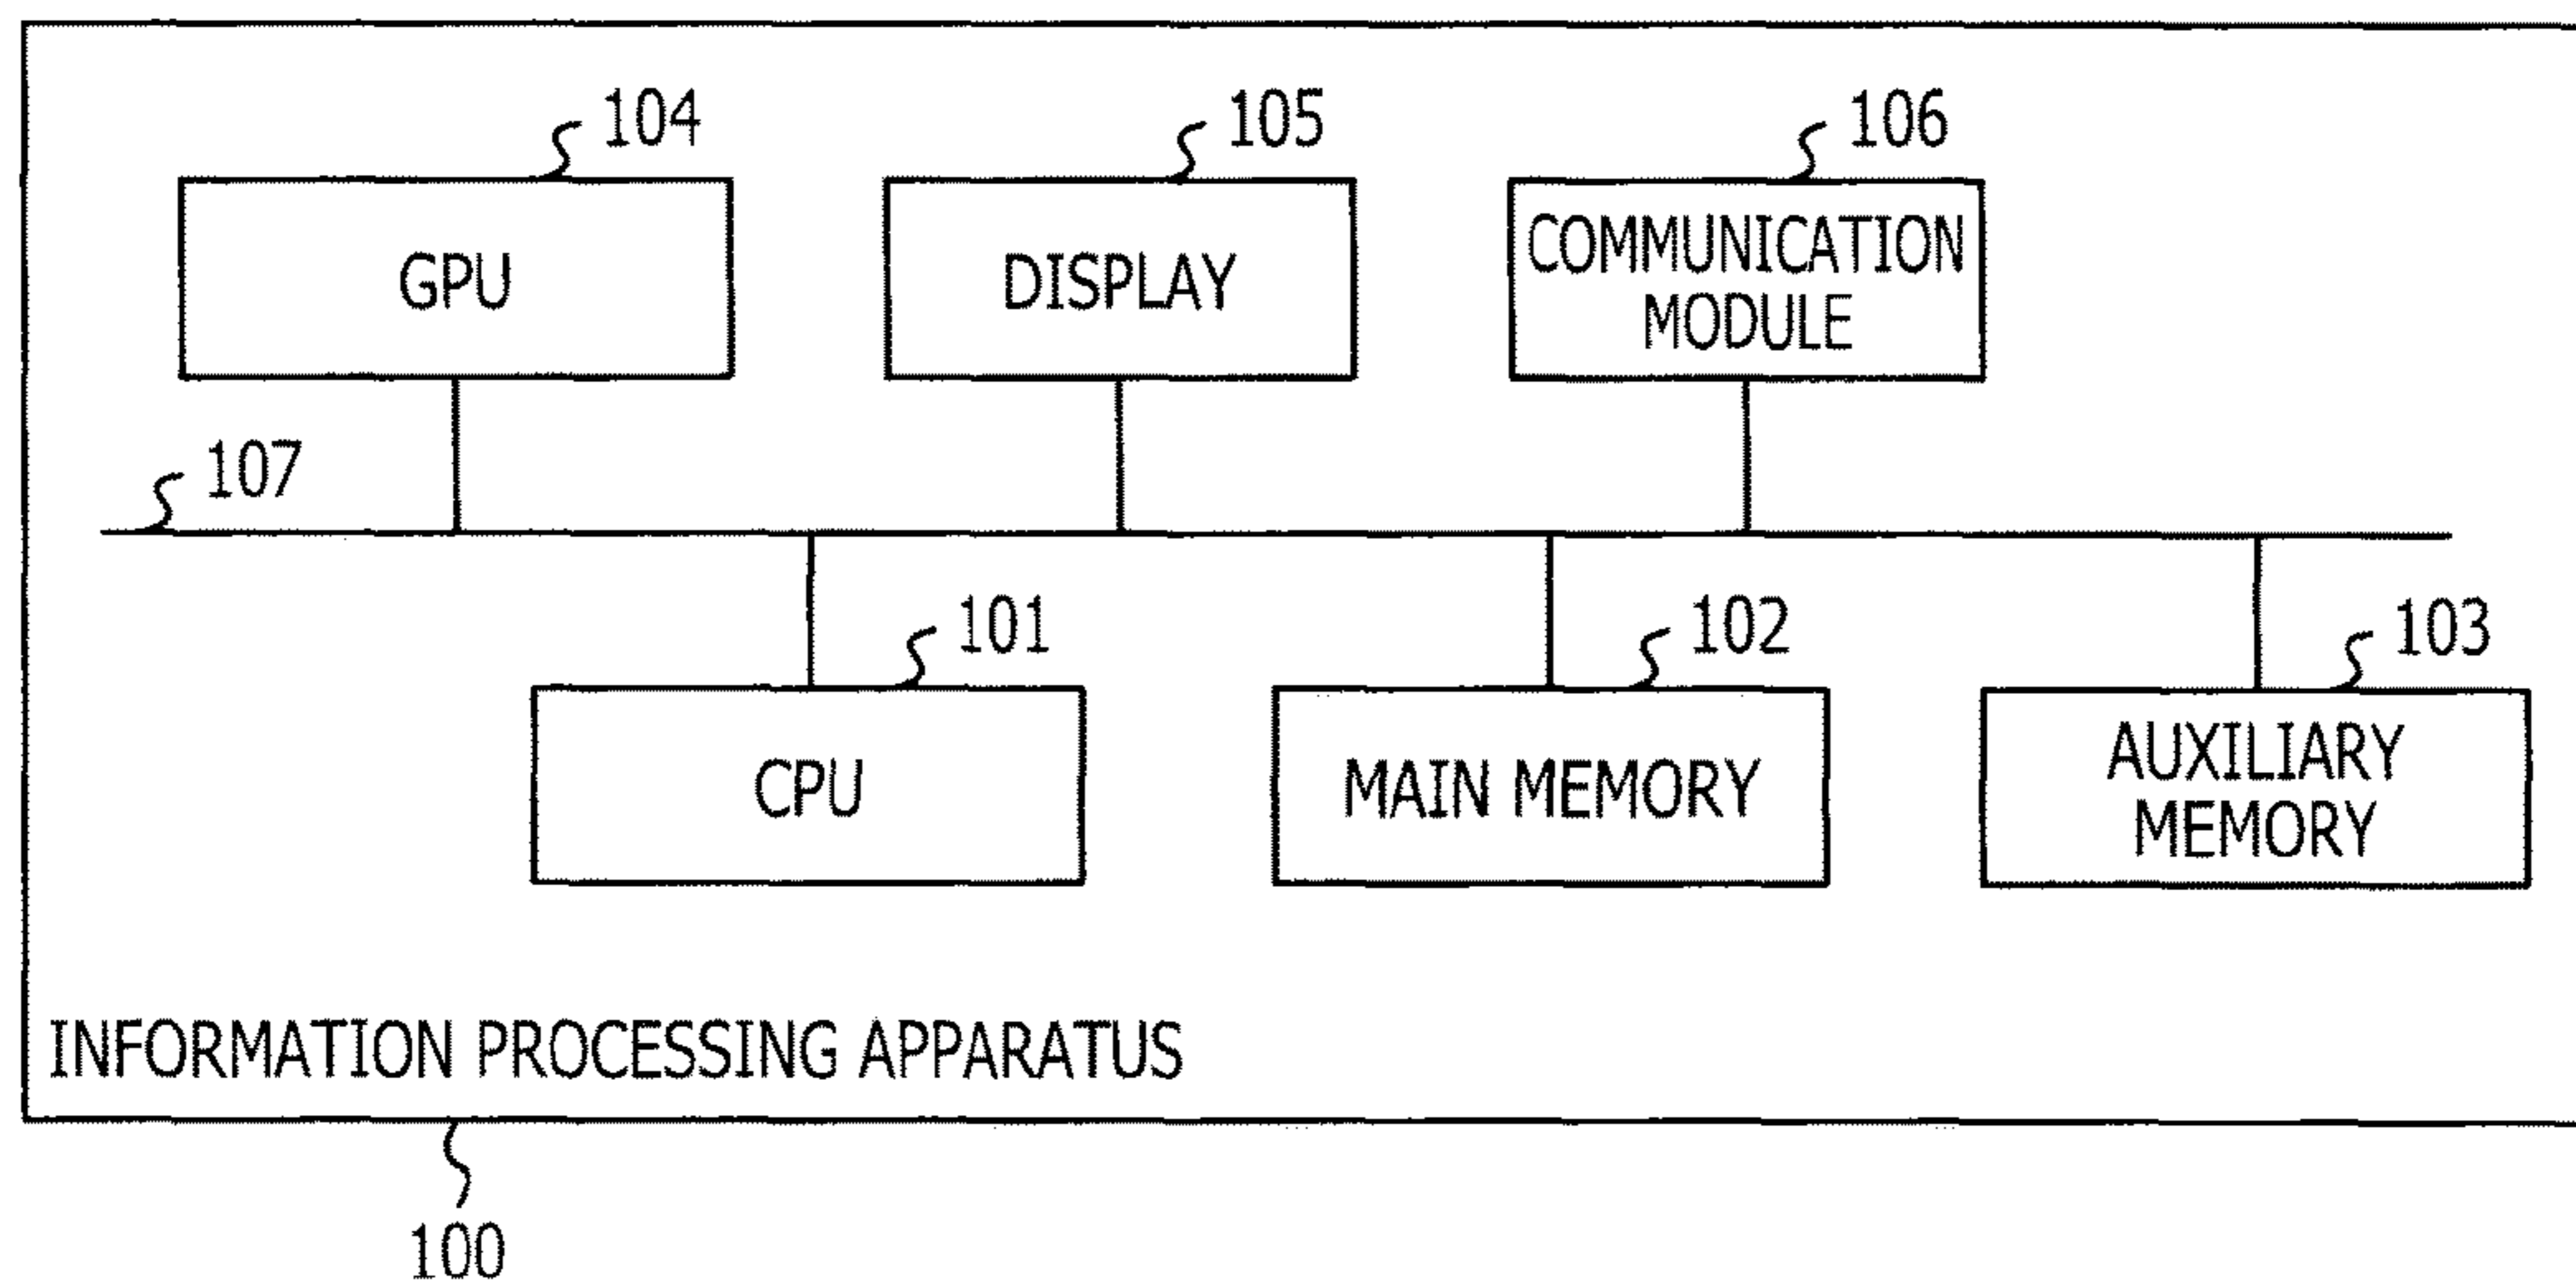 104
105
106
GPU
DISPLAY
COMMUNICATION
MODULE
107
101
102
103
CPU
MAIN MEMORY
AUXILIARY
MEMORY
INFORMATION PROCESSING APPARATUS
100